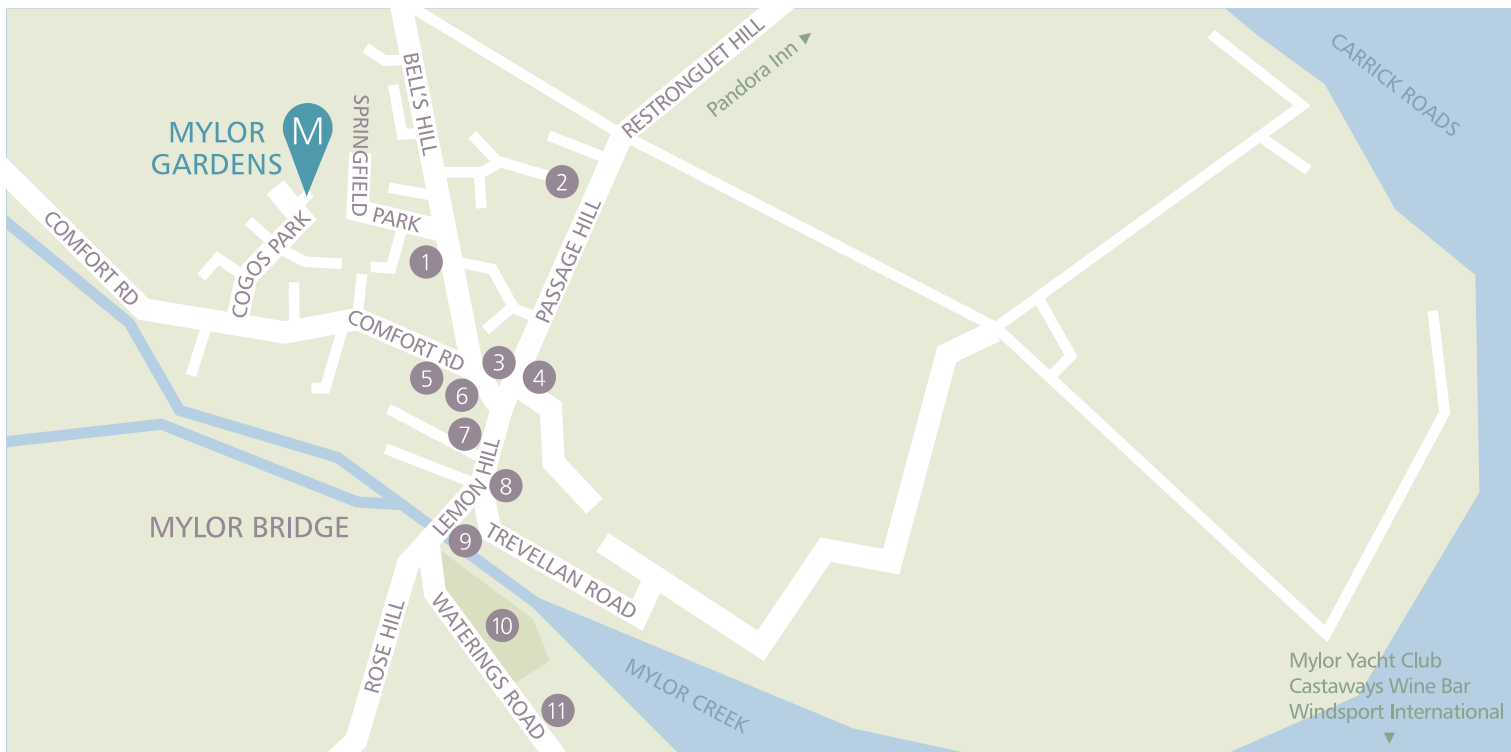 CARRICK ROADS
RESTRONGUET HILL
Pandora Inn ▲
BELL'S HILL
SPRINGFIELD
PARK
MYLOR
GARDENS
M
2
COMFORT RD
COGOS PARK
1
PASSAGE HILL
COMFORT RD
3
4
5
6
7
8
LEMON HILL
MYLOR BRIDGE
9
TREVELLAN ROAD
10
WATERINGS ROAD
ROSE HILL
11
MYLOR CREEK
Mylor Yacht Club
Castaways Wine Bar
Windsport International
▼